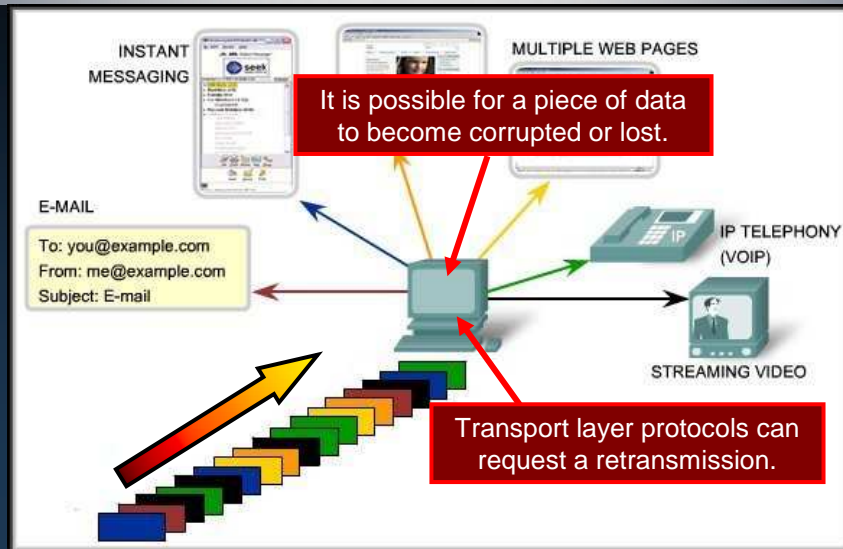 INSTANT
MESSAGING
seek
MULTIPLE WEB PAGES
It is possible for a piece of data
to become corrupted or lost.
E-MAIL
To: you@example.com
From: me@example.com
Subject: E-mail
IP
IP TELEPHONY
(VOIP)
STREAMING VIDEO
Transport layer protocols can
request a retransmission.